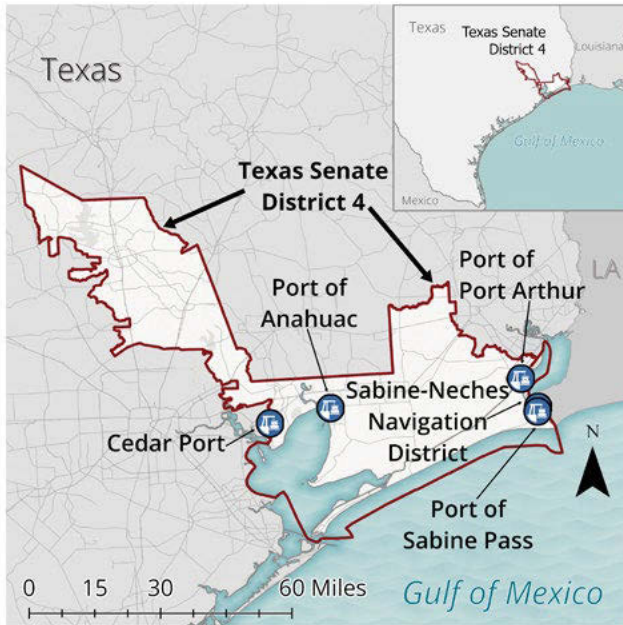 Texas
Texas Senate
District 4
Louisiana
Gulf of Mexico
Mexico
Texas
Texas Senate
District 4
LA
Port of
Port Arthur
Port of
Anahuac
Sabine-Neches
Navigation
District
Cedar Port
Port of
Sabine Pass
N
0 15 30 60 Miles
Gulf of Mexico